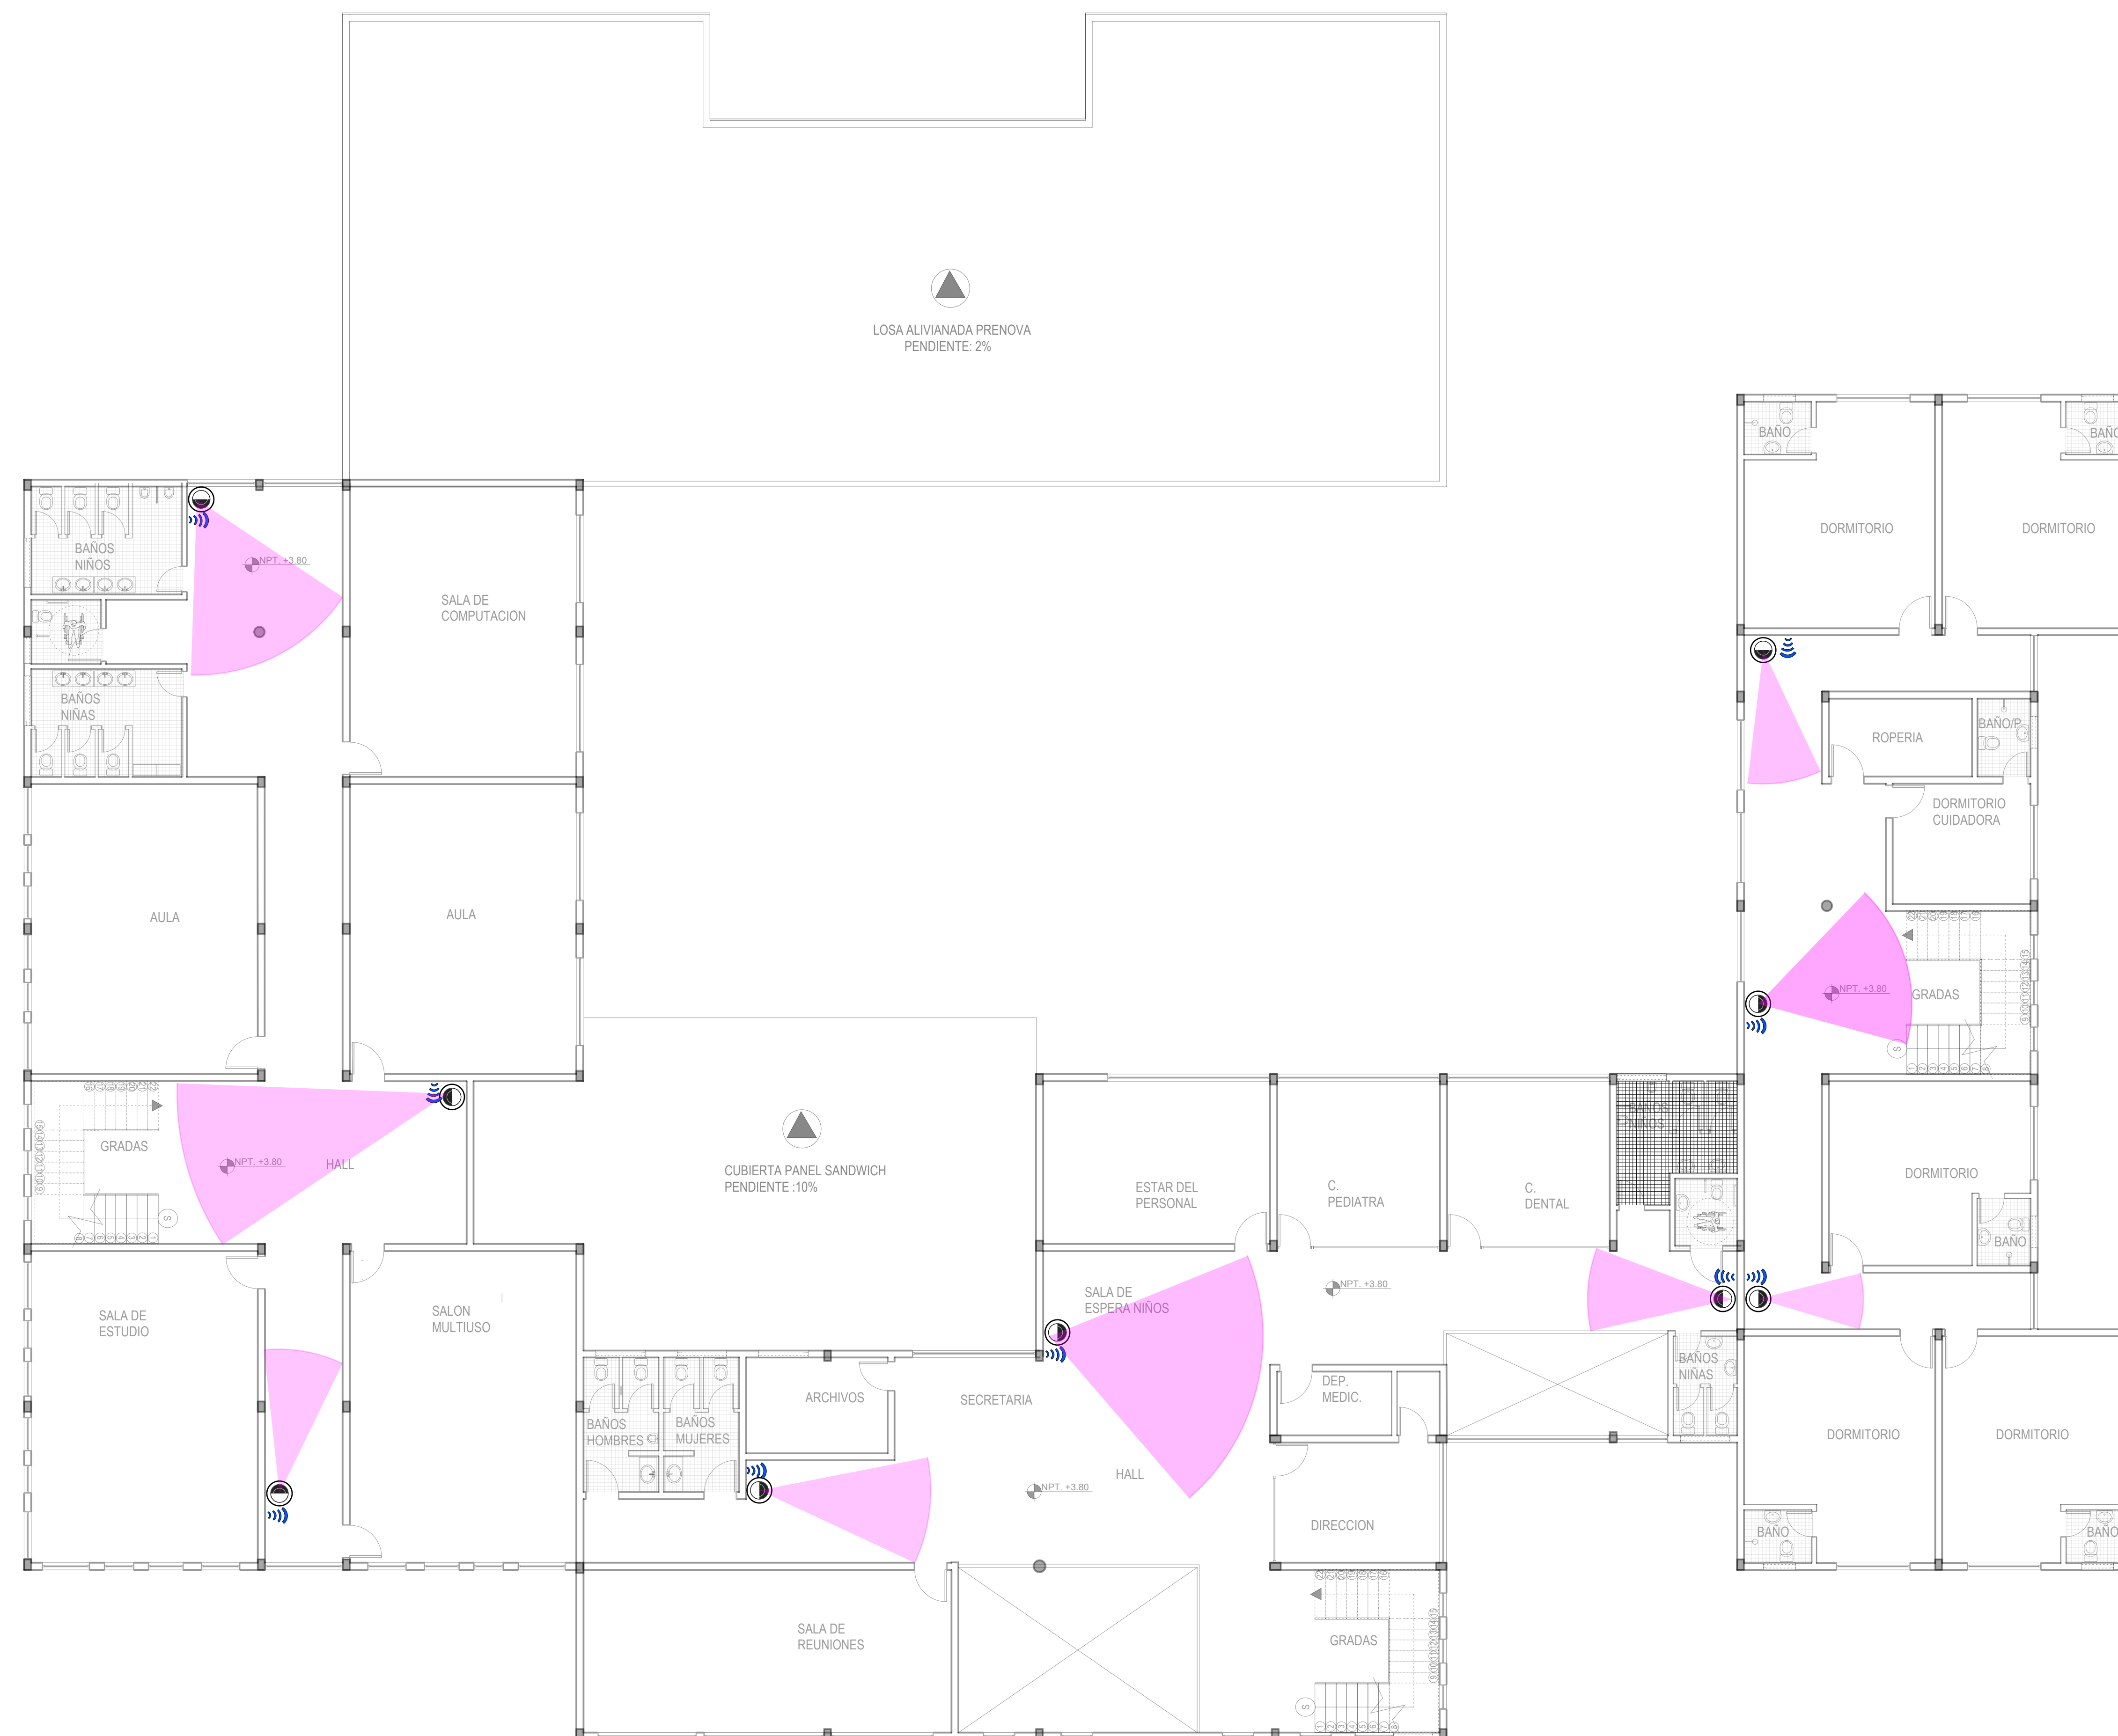 LOSA ALIVIANADA PRENOVA
PENDIENTE: 2%
BAÑO
BAÑO
DORMITORIO
DORMITORIO
BAÑOS
NIÑOS
NPT. +3.80
SALA DE
COMPUTACION
BAÑOS
NIÑAS
ROPERIA
BAÑO/P.
DORMITORIO
CUIDADORA
AULA
AULA
NPT. +3.80
GRADAS
S
GRADAS
NPT. +3.80
HALL
S
CUBIERTA PANEL SANDWICH
PENDIENTE :10%
ESTAR DEL
PERSONAL
C.
PEDIATRA
C.
DENTAL
BAÑOS
NIÑOS
DORMITORIO
BAÑO
SALA DE
ESTUDIO
SALON
MULTIUSO
SALA DE
ESPERA NIÑOS
NPT. +3.80
BAÑOS
NIÑAS
ARCHIVOS
SECRETARIA
DEP.
MEDIC.
BAÑOS
HOMBRES
BAÑOS
MUJERES
DORMITORIO
DORMITORIO
HALL
NPT. +3.80
DIRECCION
BAÑO
BAÑO
SALA DE
REUNIONES
GRADAS
S